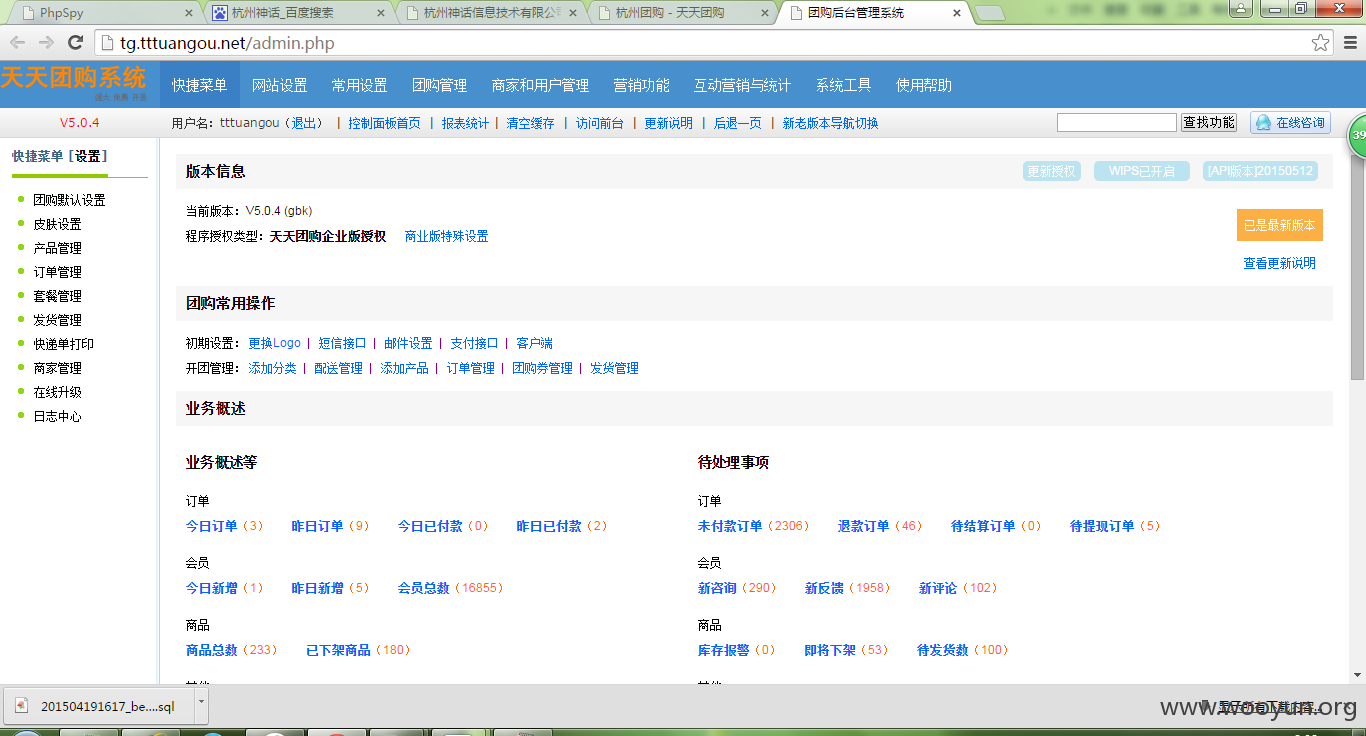 PhpSpy
杭州神话_百度搜索
杭州神话信息技术有限公
杭州团购 - 天天团购
团购后台管理系统
tg.tttuangou.net/admin.php
天天团购系统
快捷菜单 网站设置 常用设置 团购管理 商家和用户管理 营销功能 互动营销与统计 系统工具 使用帮助
V5.0.4
用户名：tttuangou（退出） | 控制面板首页 | 报表统计 | 清空缓存 | 访问前台 | 更新说明 | 后退一页 | 新老版本导航切换
查找功能
在线咨询
39
快捷菜单 [设置]
团购默认设置
皮肤设置
产品管理
订单管理
套餐管理
发货管理
快递单打印
商家管理
在线升级
日志中心
版本信息
更新授权 WIPS已开启 [API版本]20150512
当前版本：V5.0.4 (gbk)
程序授权类型：天天团购企业版授权 商业版特殊设置
已是最新版本
查看更新说明
团购常用操作
初期设置：更换Logo | 短信接口 | 邮件设置 | 支付接口 | 客户端
开团管理：添加分类 | 配送管理 | 添加产品 | 订单管理 | 团购券管理 | 发货管理
业务概述
业务概述等
订单
今日订单（3） 昨日订单（9） 今日已付款（0） 昨日已付款（2）
会员
今日新增（1） 昨日新增（5） 会员总数（16855）
商品
商品总数（233） 已下架商品（180）
待处理事项
订单
未付款订单（2306） 退款订单（46） 待结算订单（0） 待提现订单（5）
会员
新咨询（290） 新反馈（1958） 新评论（102）
商品
库存报警（0） 即将下架（53） 待发货数（100）
201504191617_be....sql
www.wooyun.org